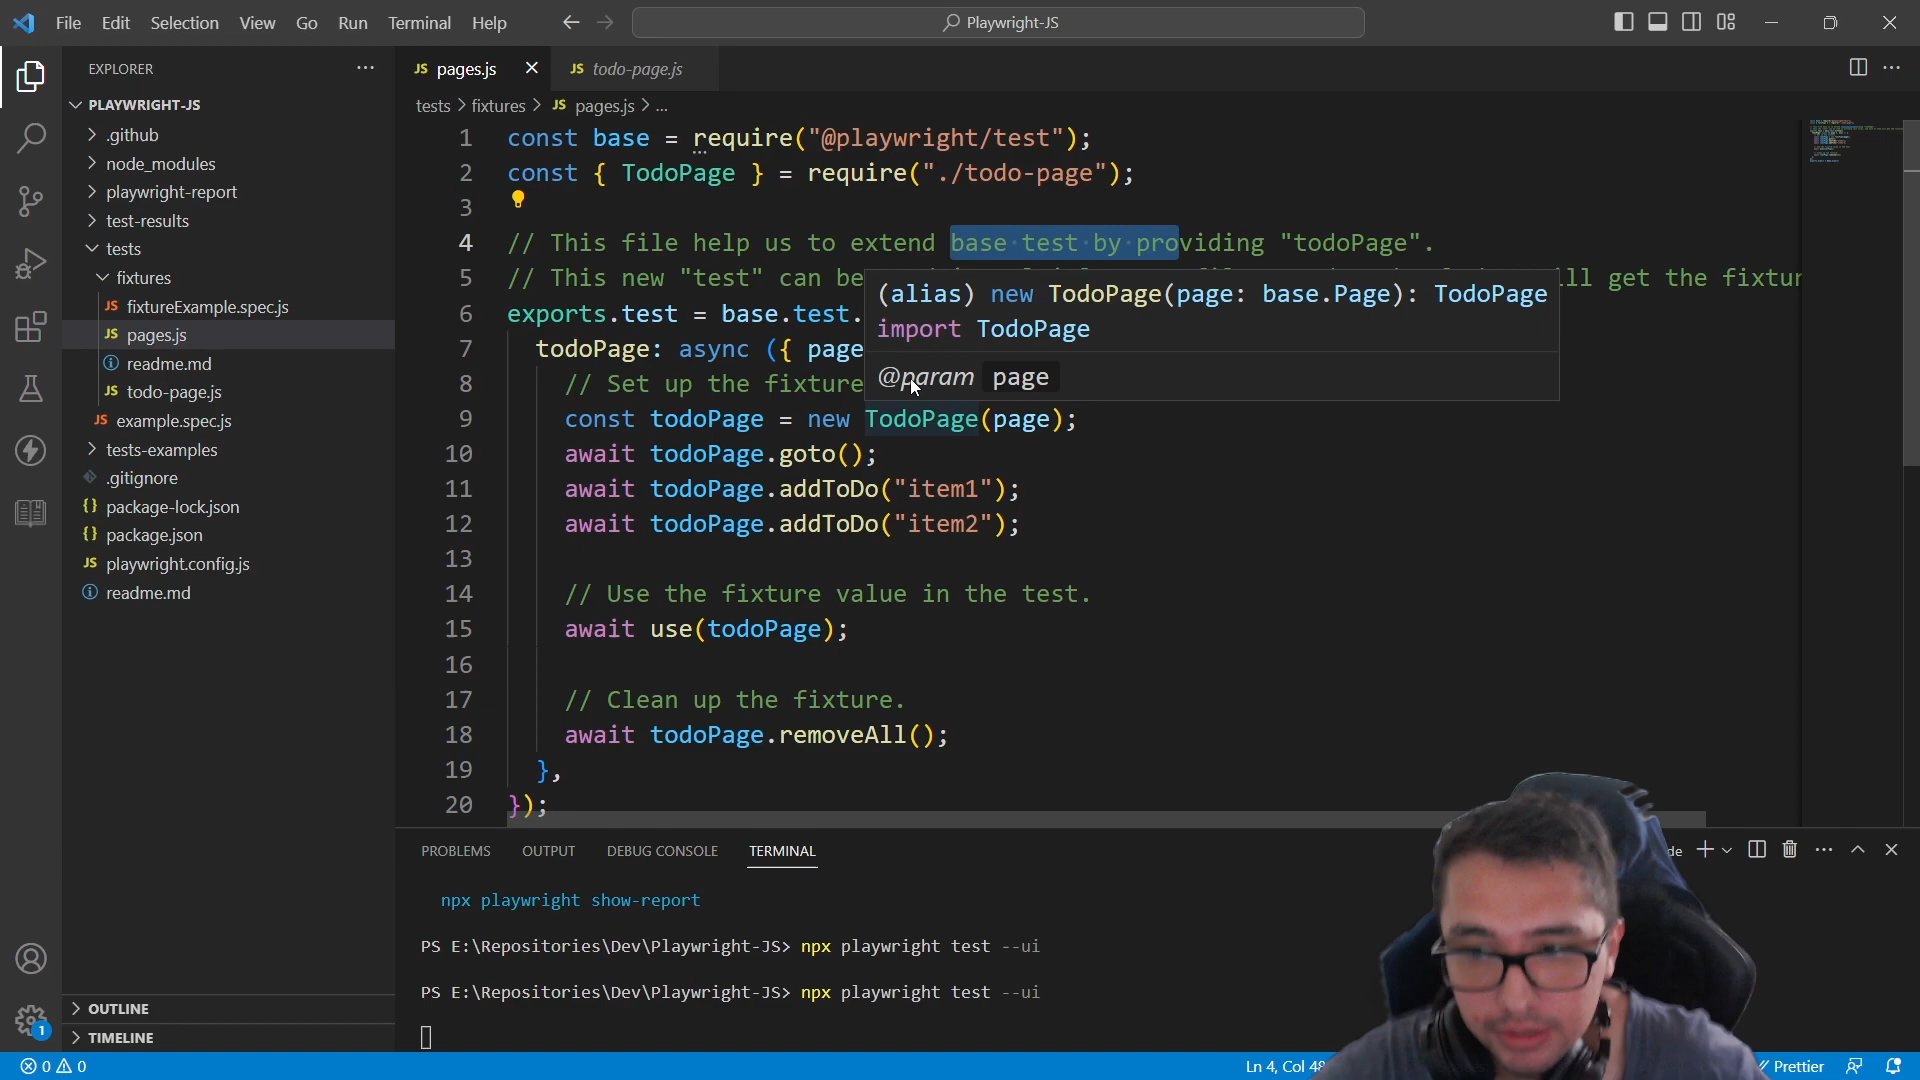 File Edit Selection View Go Run Terminal Help
Playwright-JS
EXPLORER
PLAYWRIGHT-JS
.github
node_modules
playwright-report
test-results
tests
fixtures
JS fixtureExample.spec.js
JS pages.js
readme.md
JS todo-page.js
JS example.spec.js
tests-examples
.gitignore
{} package-lock.json
{} package.json
JS playwright.config.js
readme.md
OUTLINE
TIMELINE
JS pages.js
JS todo-page.js
tests > fixtures > JS pages.js > ...
1 const base = require("@playwright/test");
2 const { TodoPage } = require("./todo-page");
3
4 // This file help us to extend base test by providing "todoPage".
5 // This new "test" can be ll get the fixtur
6 exports.test = base.test.
7 todoPage: async ({ page
8 // Set up the fixture
9 const todoPage = new TodoPage(page);
10 await todoPage.goto();
11 await todoPage.addToDo("item1");
12 await todoPage.addToDo("item2");
13
14 // Use the fixture value in the test.
15 await use(todoPage);
16
17 // Clean up the fixture.
18 await todoPage.removeAll();
19 },
20 });
(alias) new TodoPage(page: base.Page): TodoPage
import TodoPage
@param page
PROBLEMS OUTPUT DEBUG CONSOLE TERMINAL
de
npx playwright show-report
PS E:\Repositories\Dev\Playwright-JS> npx playwright test --ui
PS E:\Repositories\Dev\Playwright-JS> npx playwright test --ui
1
0 0
Ln 4, Col 48
Prettier